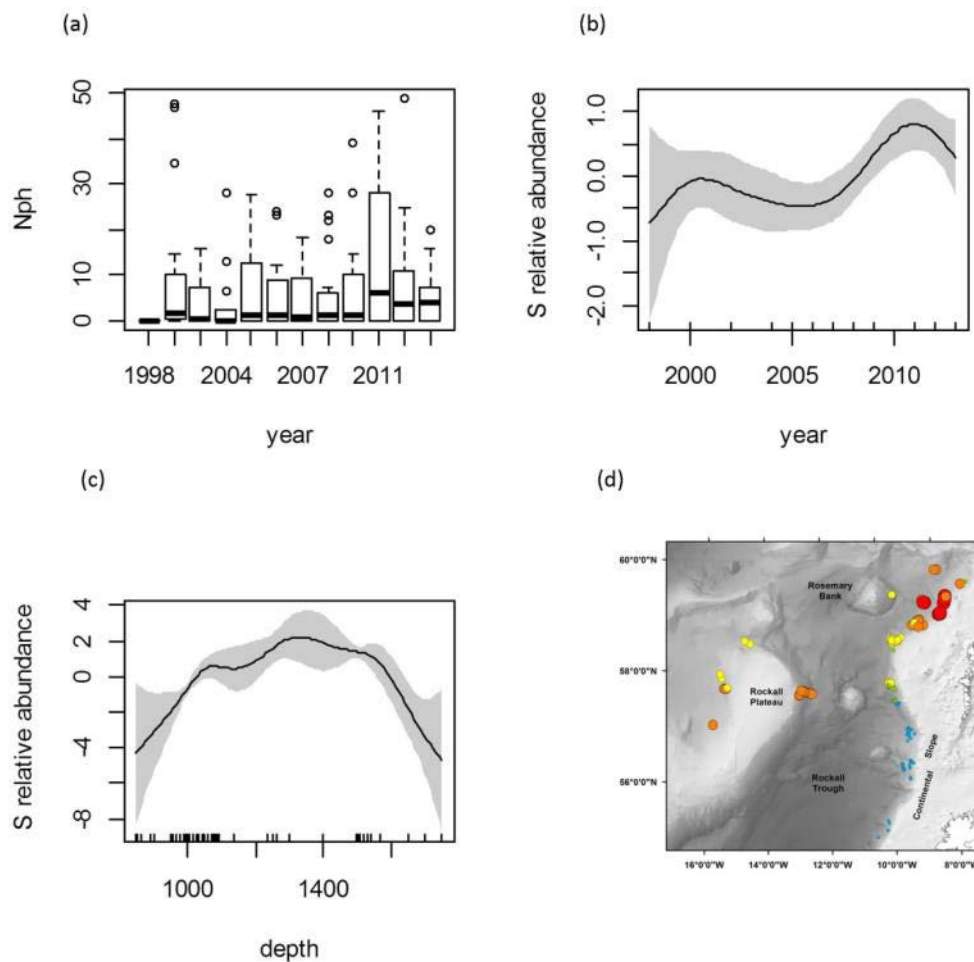 (a)
50
30
10
0
Nph
1998
2004
2007
2011
year
(b)
1.0
0.0
-1.0
-2.0
S relative abundance
2000
2005
2010
year
(c)
4
2
0
-4
-8
S relative abundance
1000
1400
depth
(d)
60°0'0"N
58°0'0"N
56°0'0"N
Rosemary
Bank
Rockall
Plateau
Rockall
Trough
Continental Slope
16°0'0"W
14°0'0"W
12°0'0"W
10°0'0"W
8°0'0"W